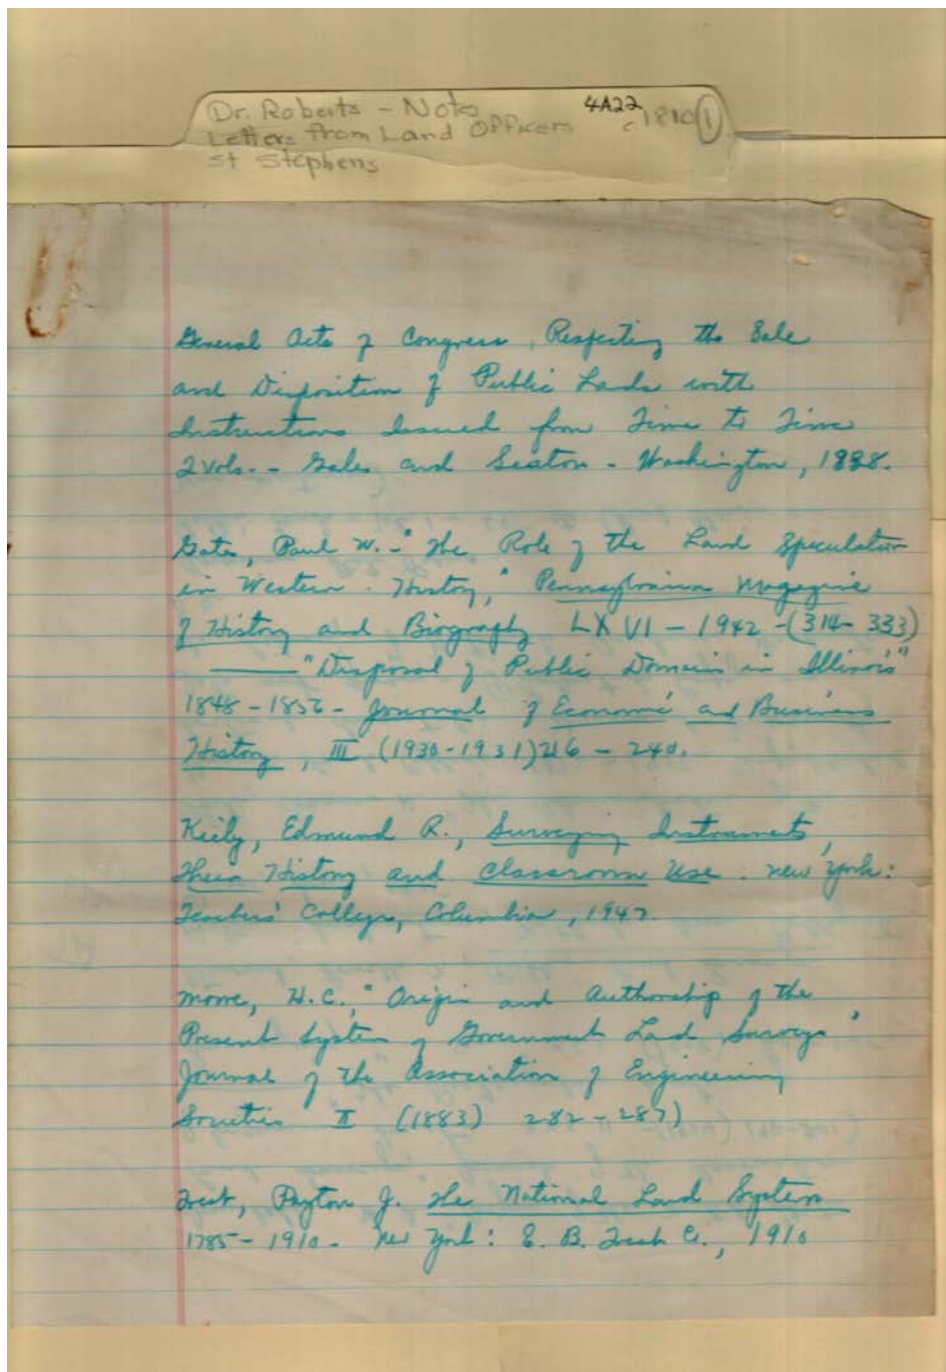 Dr. Roberts - Notes 4A22 c 1810 1
Letters from Land Officers
St Stephens
General Acts of Congress, Respecting the Sale
and Disposition of Public Lands with
Instructions Issued from Time to Time
2 Vols. - Gales and Seaton - Washington, 1838.
Gates, Paul W. - "The Role of the Land Speculation
in Western History," Pennsylvania Magazine
of History and Biography LXVI - 1942 - (314-333)
"Disposal of Public Domain in Illinois"
1848-1856 - Journal of Economic and Business
History, III (1930-1931) 216 - 240.
Kiely, Edmund R., Surveying Instruments,
Their History and Classroom Use. New York:
Teachers' College, Columbia, 1947.
Moore, H.C., "Origin and Authorship of the
Present System of Government Land Surveys"
Journal of the Association of Engineering
Societies II (1883) 282-287)
Treat, Payton J. The National Land System
1785-1910 - New York: E. B. Treat Co., 1910